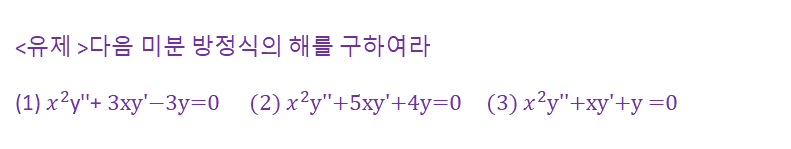 <유제 >다음 미분 방정식의 해를 구하여라
(1) x²y''+ 3xy'−3y=0 (2) x²y''+5xy'+4y=0 (3) x²y''+xy'+y =0